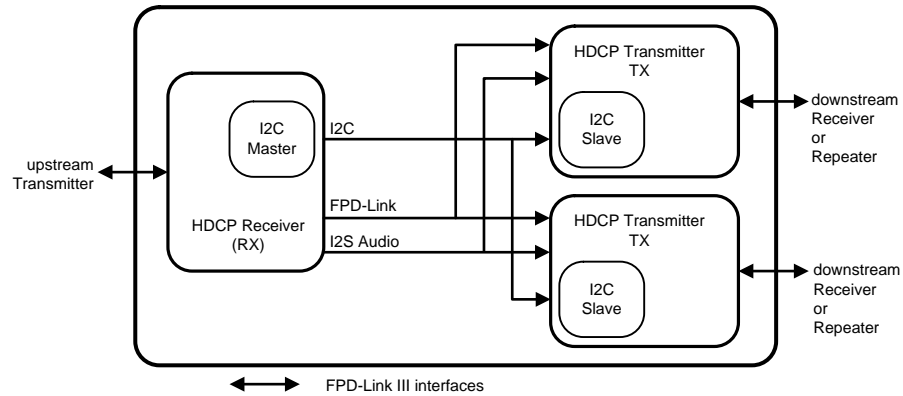 upstream
Transmitter
I2C
Master
HDCP Receiver
(RX)
I2C
FPD-Link
I2S Audio
HDCP Transmitter
TX
I2C
Slave
downstream
Receiver
or
Repeater
HDCP Transmitter
TX
I2C
Slave
downstream
Receiver
or
Repeater
FPD-Link III interfaces